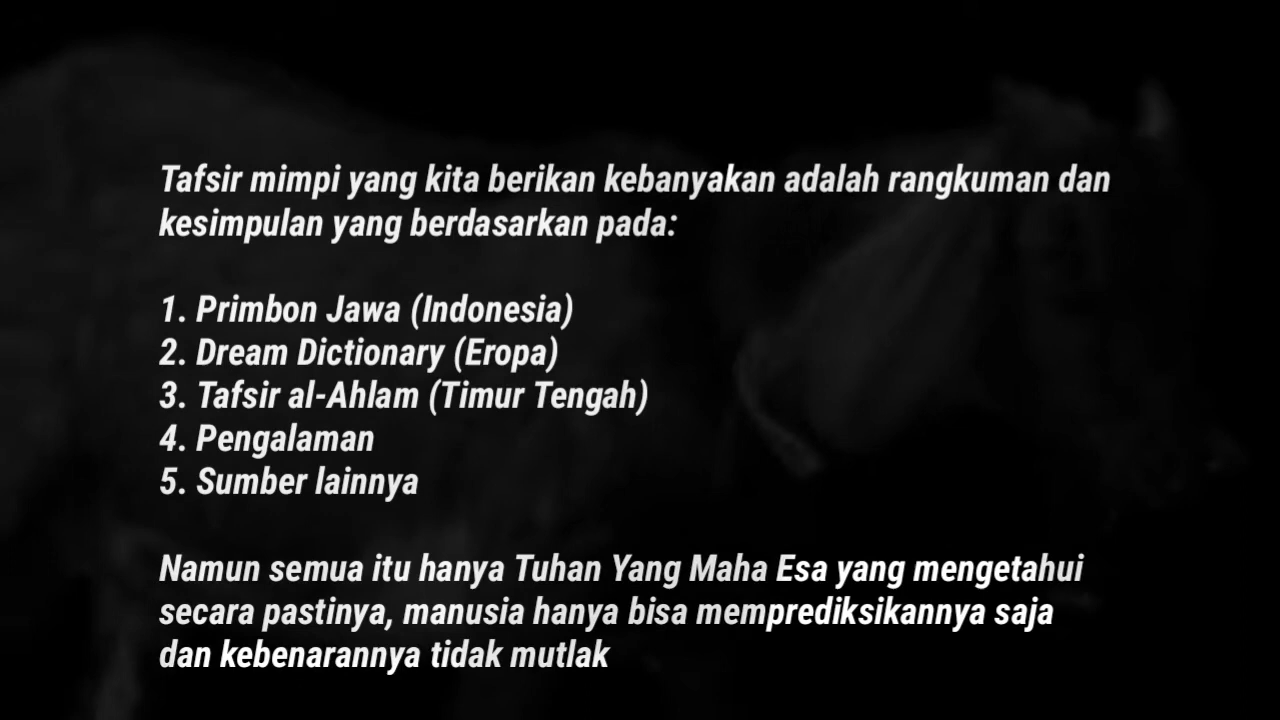 Tafsir mimpi yang kita berikan kebanyakan adalah rangkuman dan
kesimpulan yang berdasarkan pada:
1. Primbon Jawa (Indonesia)
2. Dream Dictionary (Eropa)
3. Tafsir al-Ahlam (Timur Tengah)
4. Pengalaman
5. Sumber lainnya
Namun semua itu hanya Tuhan Yang Maha Esa yang mengetahui
secara pastinya, manusia hanya bisa memprediksikannya saja
dan kebenarannya tidak mutlak